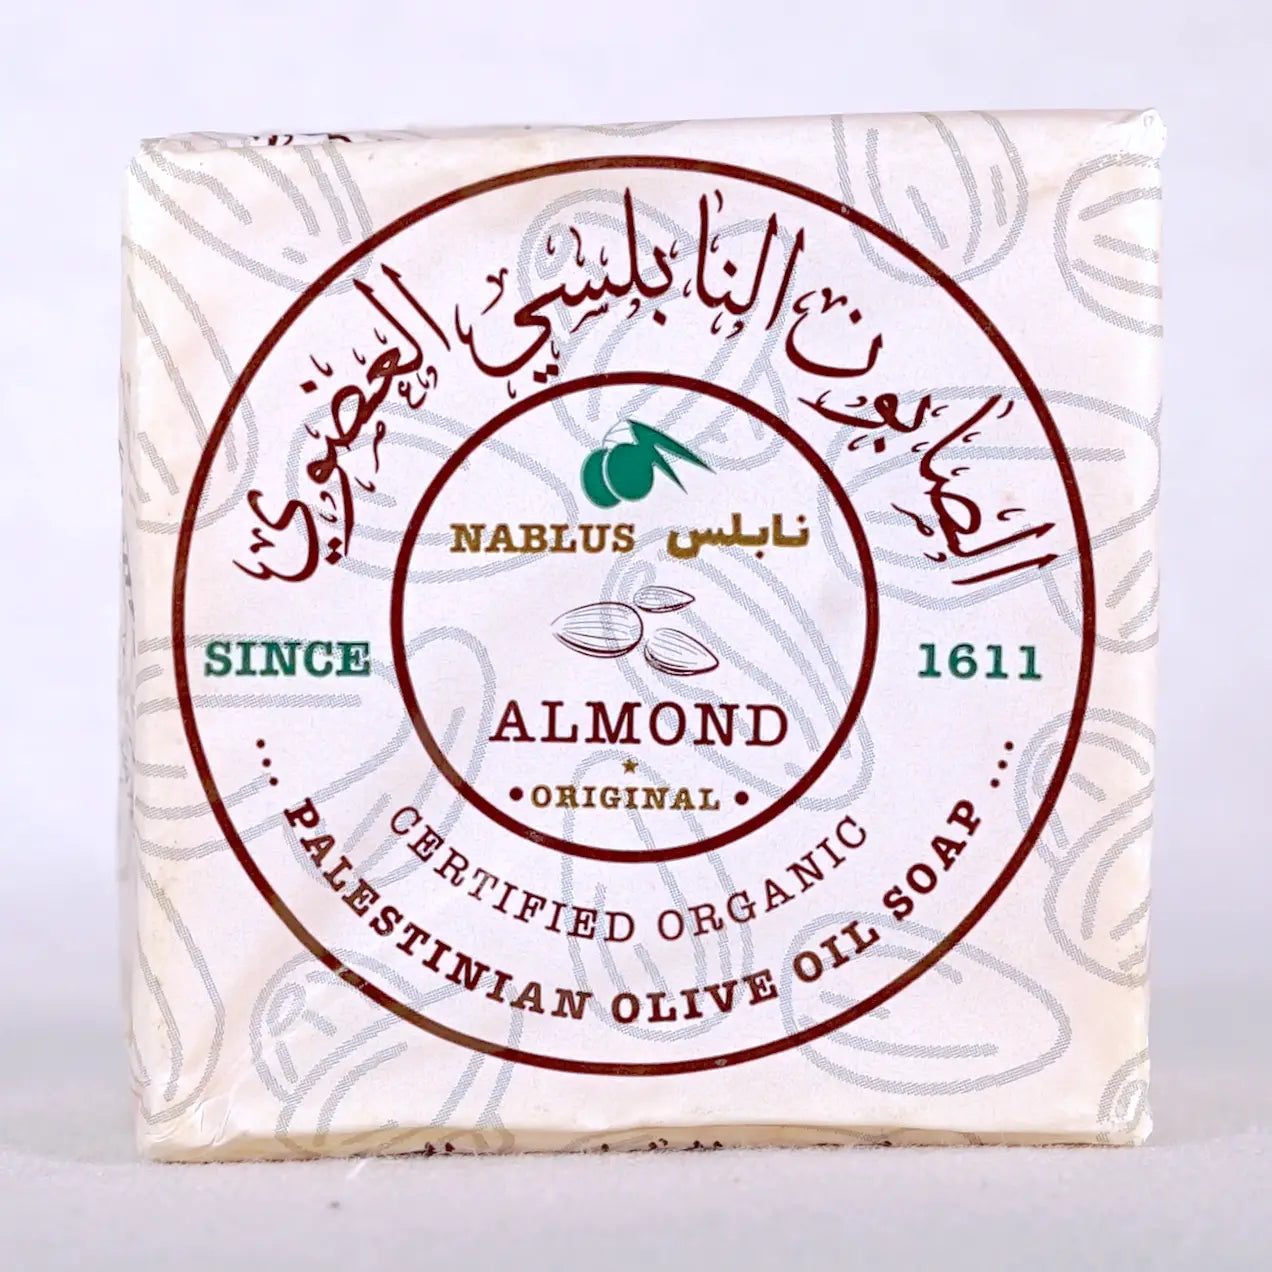 الصابون النابلسي العضوي
NABLUS نابلس
SINCE 1611
ALMOND
• ORIGINAL •
CERTIFIED ORGANIC
... PALESTINIAN OLIVE OIL SOAP ...